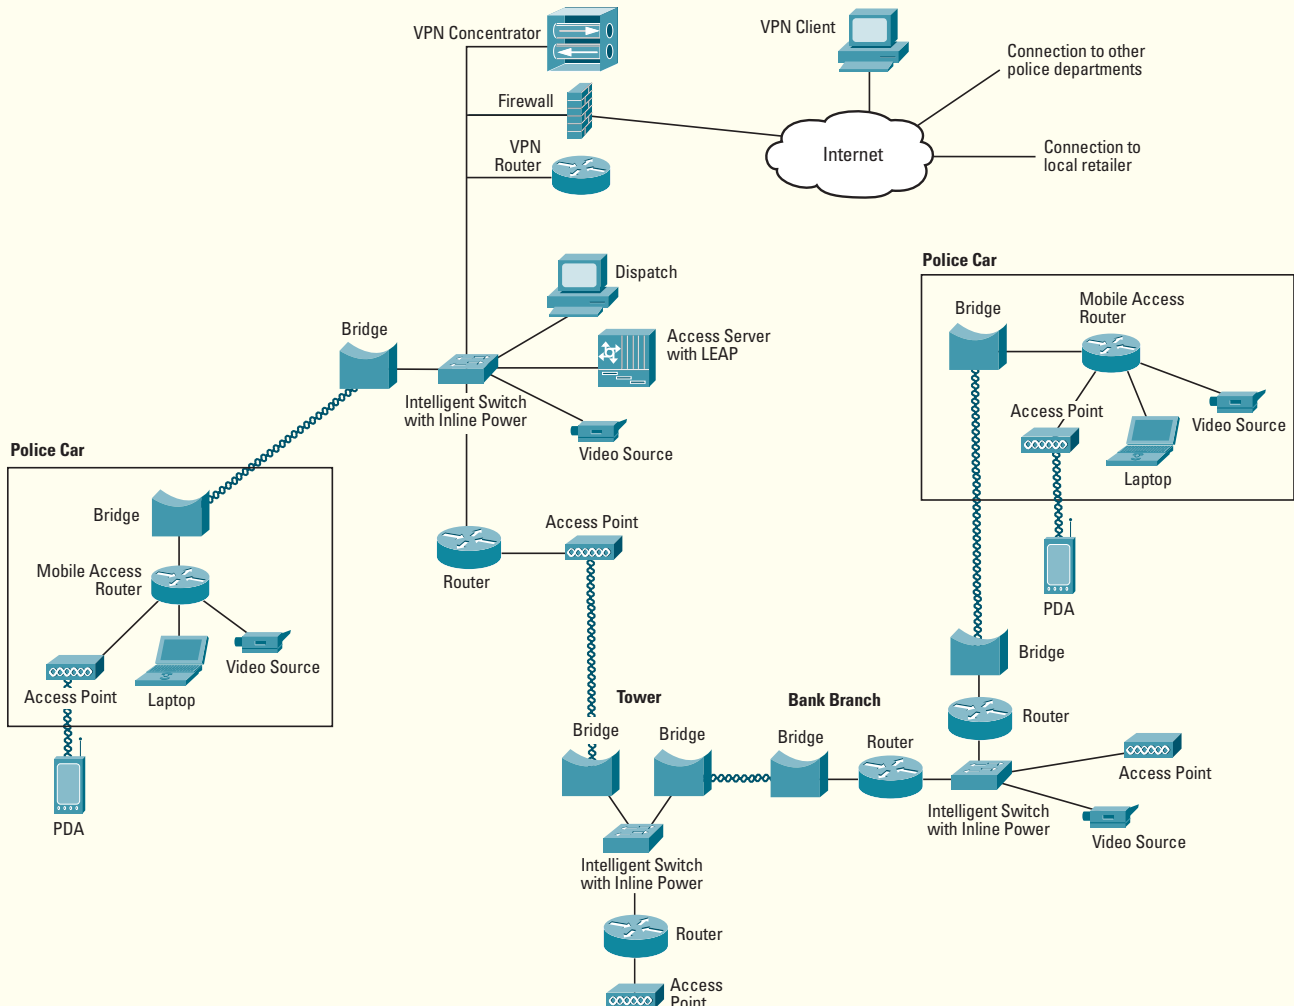 VPN Concentrator
VPN Client
Connection to other
police departments
Firewall
VPN
Router
Internet
Connection to
local retailer
Dispatch
Police Car
Bridge
Mobile Access
Router
Bridge
Access Server
with LEAP
Intelligent Switch
with Inline Power
Access Point
Video Source
Video Source
Laptop
Police Car
Bridge
Access Point
Router
Mobile Access
Router
PDA
Video Source
Access Point
Laptop
Bridge
Tower
Bank Branch
Router
Bridge
Bridge
Bridge
Router
Access Point
PDA
Intelligent Switch
with Inline Power
Video Source
Intelligent Switch
with Inline Power
Router
Access
Point